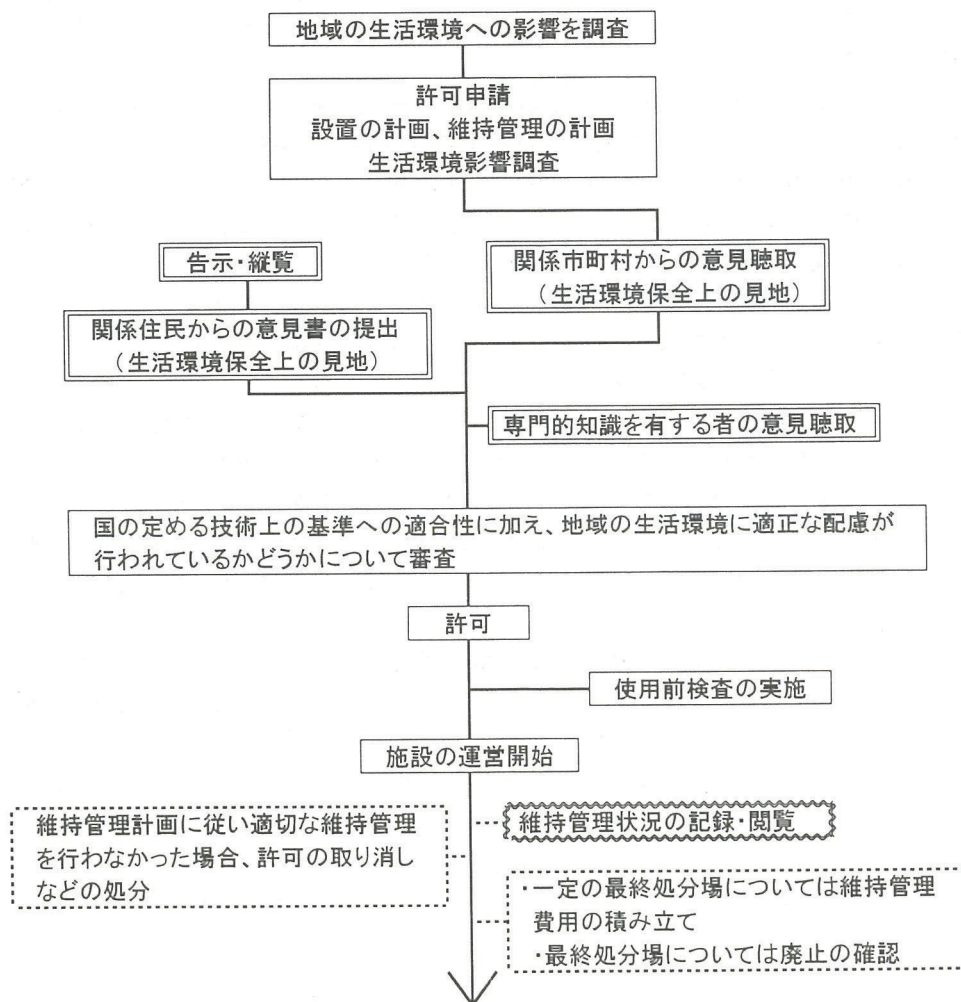 地域の生活環境への影響を調査
許可申請
設置の計画、維持管理の計画
生活環境影響調査
関係市町村からの意見聴取
(生活環境保全上の見地)
告示・縦覧
関係住民からの意見書の提出
(生活環境保全上の見地)
専門的知識を有する者の意見聴取
国の定める技術上の基準への適合性に加え、地域の生活環境に適正な配慮が
行われているかどうかについて審査
許可
使用前検査の実施
施設の運営開始
維持管理計画に従い適切な維持管理
を行わなかった場合、許可の取り消し
などの処分
維持管理状況の記録・閲覧
・一定の最終処分場については維持管理
費用の積み立て
・最終処分場については廃止の確認